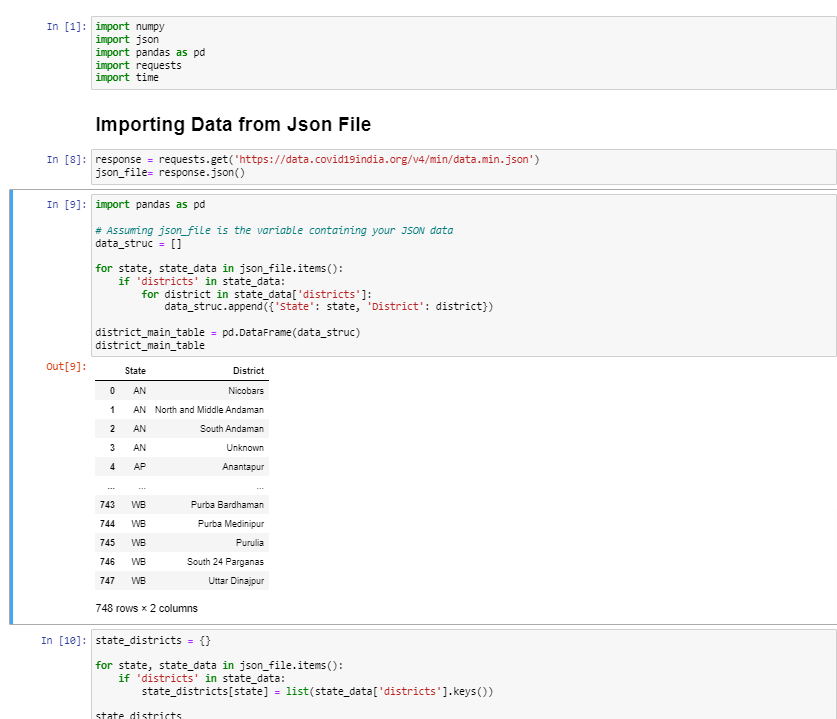 In [1]: import numpy
import json
import pandas as pd
import requests
import time
Importing Data from Json File
In [8]: response = requests.get('https://data.covid19india.org/v4/min/data.min.json')
json_file= response.json()
In [9]: import pandas as pd
# Assuming json_file is the variable containing your JSON data
data_struc = []
for state, state_data in json_file.items():
    if 'districts' in state_data:
        for district in state_data['districts']:
            data_struc.append({'State': state, 'District': district})
district_main_table = pd.DataFrame(data_struc)
district_main_table
Out[9]:
State District
0 AN Nicobars
1 AN North and Middle Andaman
2 AN South Andaman
3 AN Unknown
4 AP Anantapur
... ... ...
743 WB Purba Bardhaman
744 WB Purba Medinipur
745 WB Purulia
746 WB South 24 Parganas
747 WB Uttar Dinajpur
748 rows × 2 columns
In [10]: state_districts = {}
for state, state_data in json_file.items():
    if 'districts' in state_data:
        state_districts[state] = list(state_data['districts'].keys())
state_districts